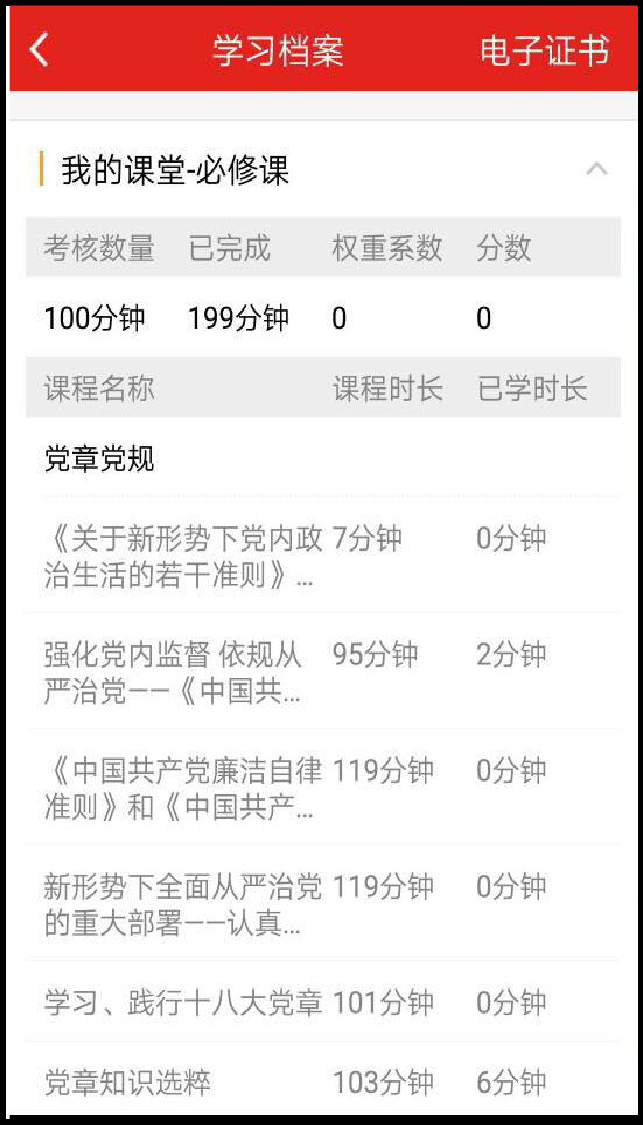 学习档案 电子证书
我的课堂-必修课
考核数量 已完成 权重系数 分数
100分钟 199分钟 0 0
课程名称 课程时长 已学时长
党章党规
《关于新形势下党内政 7分钟 0分钟
治生活的若干准则》...
强化党内监督 依规从 95分钟 2分钟
严治党——《中国共...
《中国共产党廉洁自律 119分钟 0分钟
准则》和《中国共产...
新形势下全面从严治党 119分钟 0分钟
的重大部署——认真...
学习、践行十八大党章 101分钟 0分钟
党章知识选粹 103分钟 6分钟